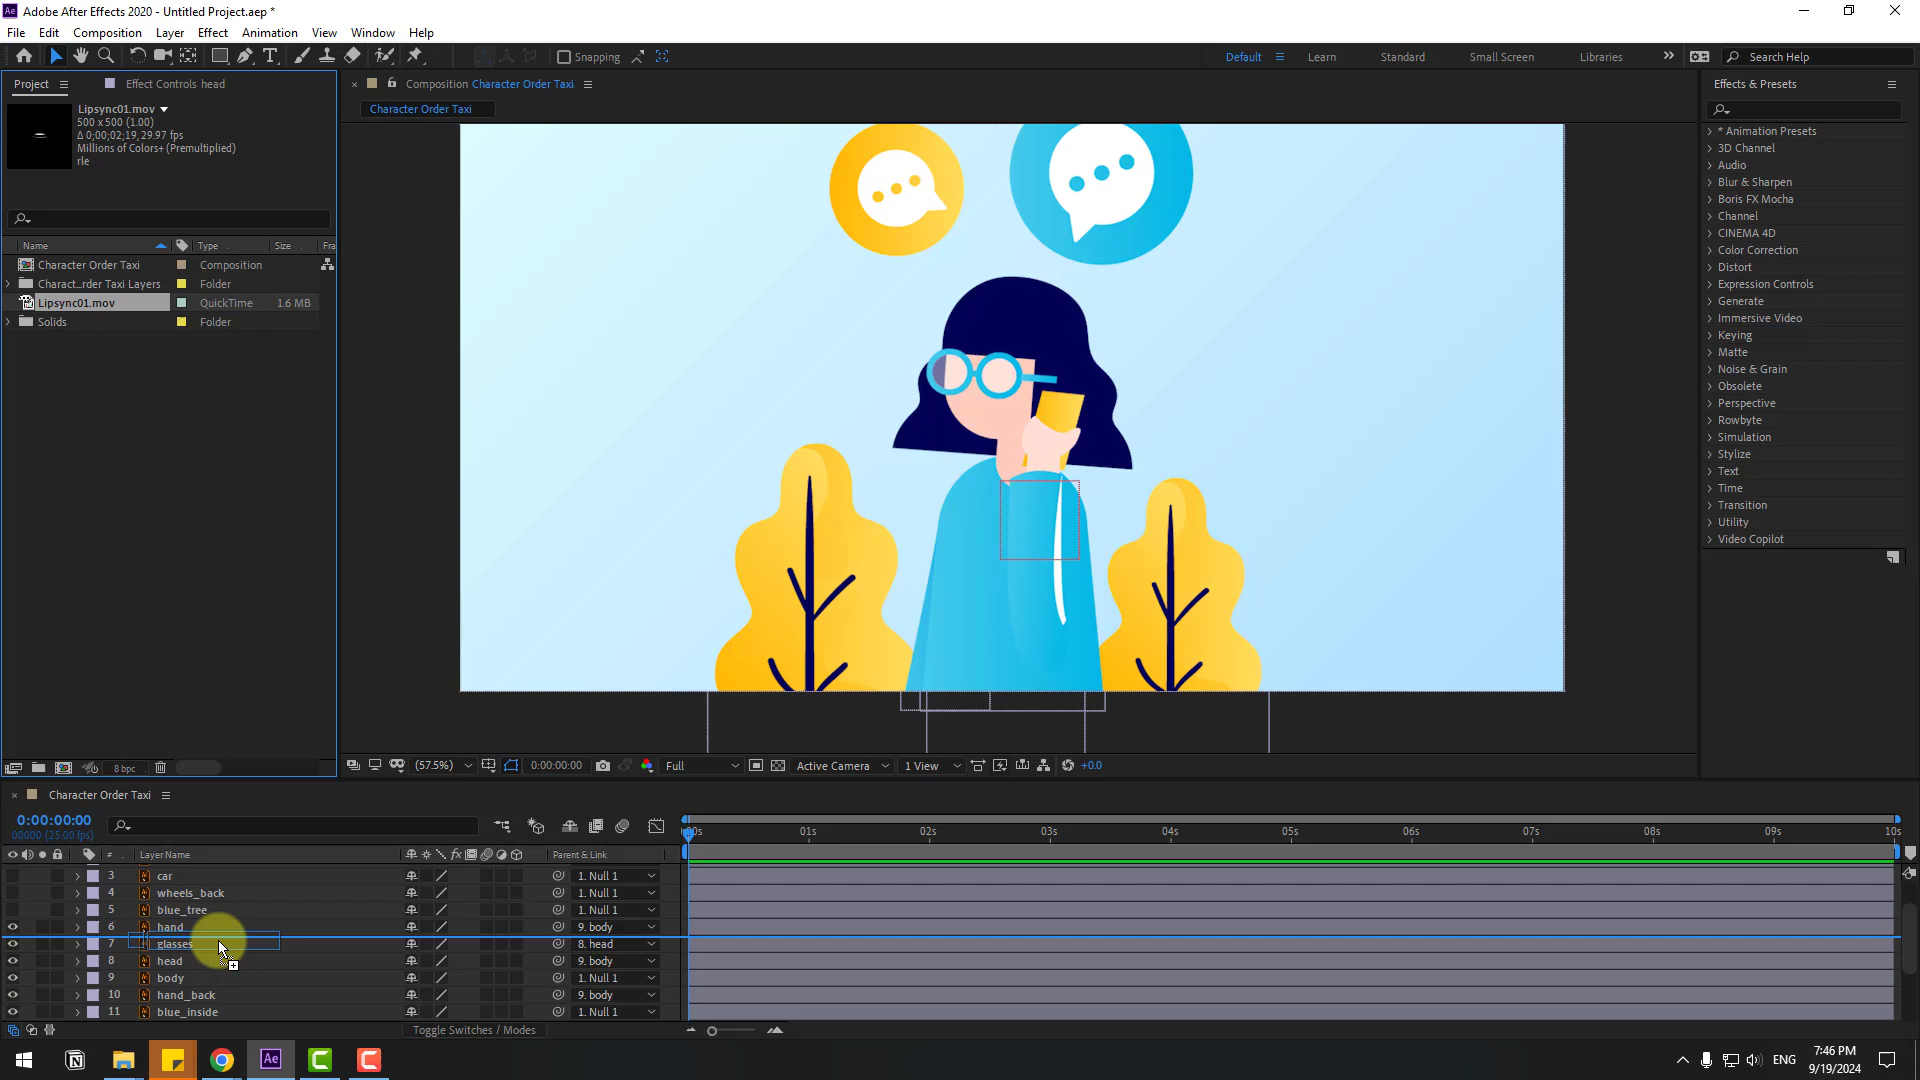 Adobe After Effects 2020 - Untitled Project.aep *
File Edit Composition Layer Effect Animation View Window Help
Snapping
Default Learn Standard Small Screen Libraries Search Help
Project Effect Controls head
Composition Character Order Taxi
Effects & Presets
Character Order Taxi
Lipsync01.mov
500 x 500 (1.00)
Δ 0;00;02;19, 29.97 fps
Millions of Colors+ (Premultiplied)
rle
Name Type Size Fra
Character Order Taxi Composition
Charact...rder Taxi Layers Folder
Lipsync01.mov QuickTime 1.6 MB
Solids Folder
* Animation Presets
3D Channel
Audio
Blur & Sharpen
Boris FX Mocha
Channel
CINEMA 4D
Color Correction
Distort
Expression Controls
Generate
Immersive Video
Keying
Matte
Noise & Grain
Obsolete
Perspective
Rowbyte
Simulation
Stylize
Text
Time
Transition
Utility
Video Copilot
8 bpc
(57.5%) 0:00:00:00 Full Active Camera 1 View +0.0
Character Order Taxi
0:00:00:00
00000 (25.00 fps)
:00s 01s 02s 03s 04s 05s 06s 07s 08s 09s 10s
# Layer Name Parent & Link
3 car 1. Null 1
4 wheels_back 1. Null 1
5 blue_tree 1. Null 1
6 hand 9. body
7 glasses 8. head
8 head 9. body
9 body 1. Null 1
10 hand_back 9. body
11 blue_inside 1. Null 1
Toggle Switches / Modes
ENG
7:46 PM
9/19/2024